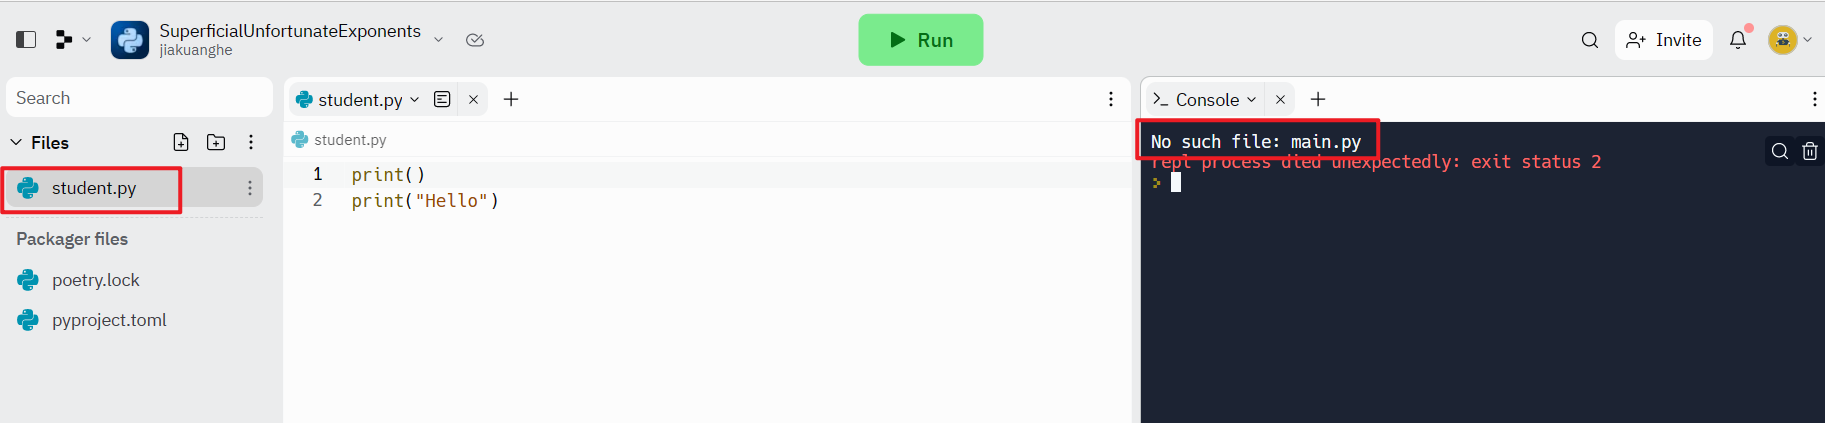 SuperficialUnfortunateExponents
jiakuanghe
Run
Invite
Search
Files
student.py
Packager files
poetry.lock
pyproject.toml
student.py
student.py
1 print()
2 print("Hello")
Console
No such file: main.py
repl process died unexpectedly: exit status 2
>